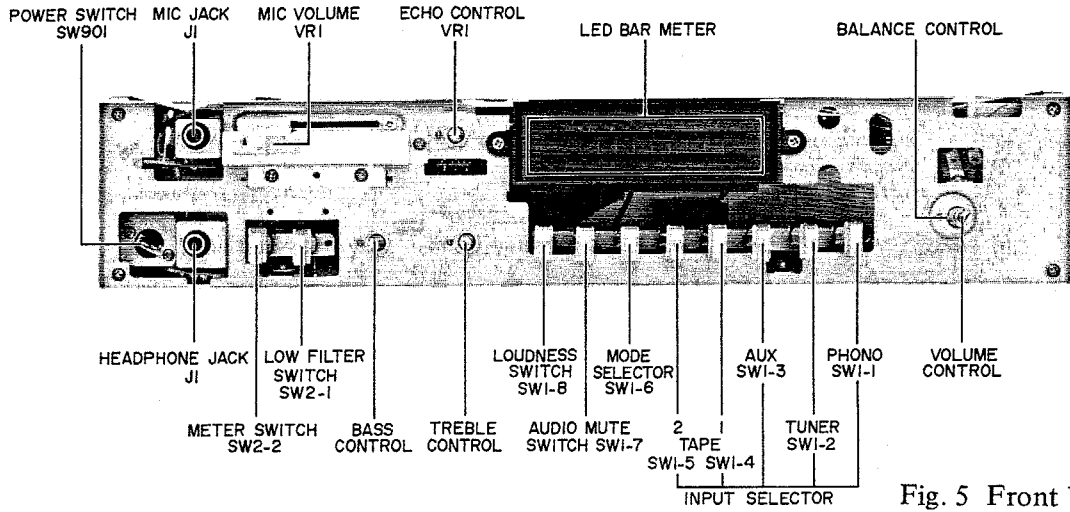 POWER SWITCH
SW901
MIC JACK
J1
MIC VOLUME
VR1
ECHO CONTROL
VR1
LED BAR METER
BALANCE CONTROL
HEADPHONE JACK
J1
LOW FILTER
SWITCH
SW2-1
LOUDNESS
SWITCH
SW1-8
MODE
SELECTOR
SW1-6
AUX
SW1-3
PHONO
SW1-1
VOLUME
CONTROL
METER SWITCH
SW2-2
BASS
CONTROL
TREBLE
CONTROL
AUDIO MUTE
SWITCH SW1-7
2 1
TAPE
SW1-5 SW1-4
TUNER
SW1-2
INPUT SELECTOR
Fig. 5 Front